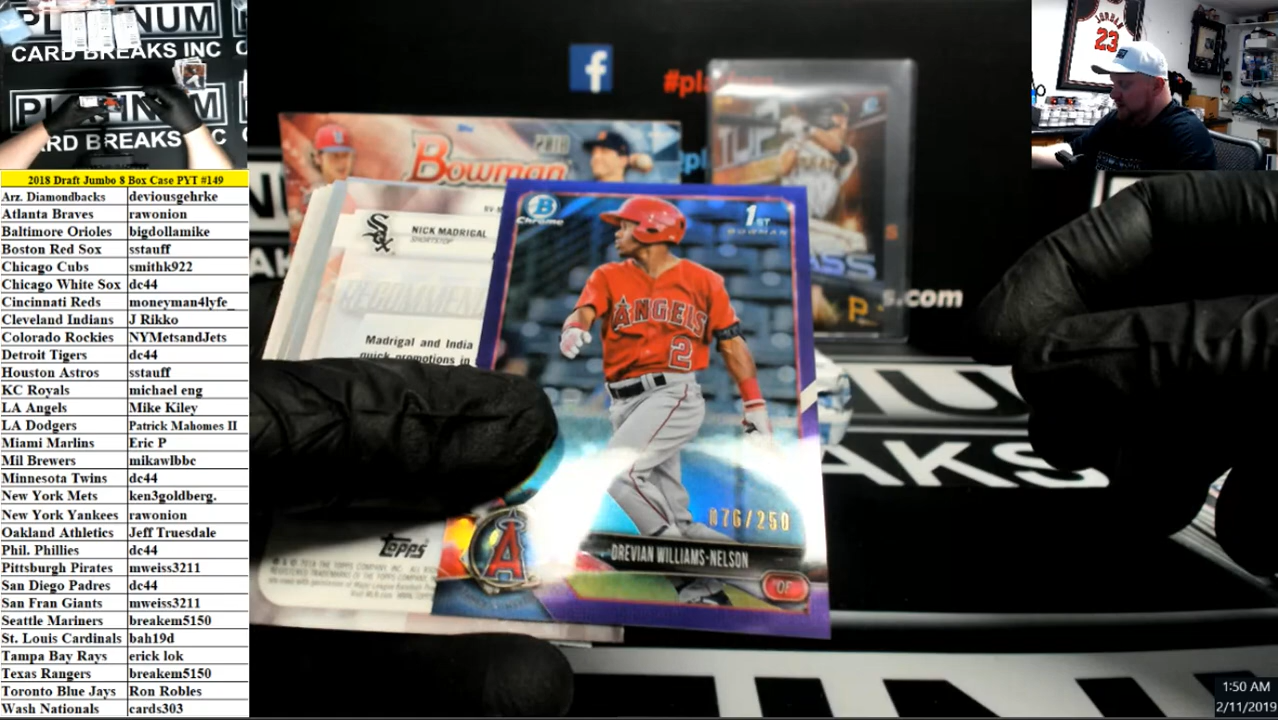 PLATINUM
CARD BREAKS INC
PLATINUM
CARD BREAKS INC
2018 Draft Jumbo 8 Box Case PYT #149
Arz. Diamondbacks deviousgehrke
Atlanta Braves rawonion
Baltimore Orioles bigdollamike
Boston Red Sox sstauff
Chicago Cubs smithk922
Chicago White Sox dc44
Cincinnati Reds moneyman4lyfe_
Cleveland Indians J Rikko
Colorado Rockies NYMetsandJets
Detroit Tigers dc44
Houston Astros sstauff
KC Royals michael eng
LA Angels Mike Kiley
LA Dodgers Patrick Mahomes II
Miami Marlins Eric P
Mil Brewers mikawlbbc
Minnesota Twins dc44
New York Mets ken3goldberg.
New York Yankees rawonion
Oakland Athletics Jeff Truesdale
Phil. Phillies dc44
Pittsburgh Pirates mweiss3211
San Diego Padres dc44
San Fran Giants mweiss3211
Seattle Mariners breakem5150
St. Louis Cardinals bah19d
Tampa Bay Rays erick lok
Texas Rangers breakem5150
Toronto Blue Jays Ron Robles
Wash Nationals cards303
f
#pla
Bowman
2018
Sox
NICK MADRIGAL
SHORTSTOP
Madrigal and India
quick promotions in
Topps
B
Chrome
1ST
BOWMAN
ANGELS
2
076/250
DREVIAN WILLIAMS-NELSON
OF
A
P
s.com
AKS
JORDAN
23
1:50 AM
2/11/2019